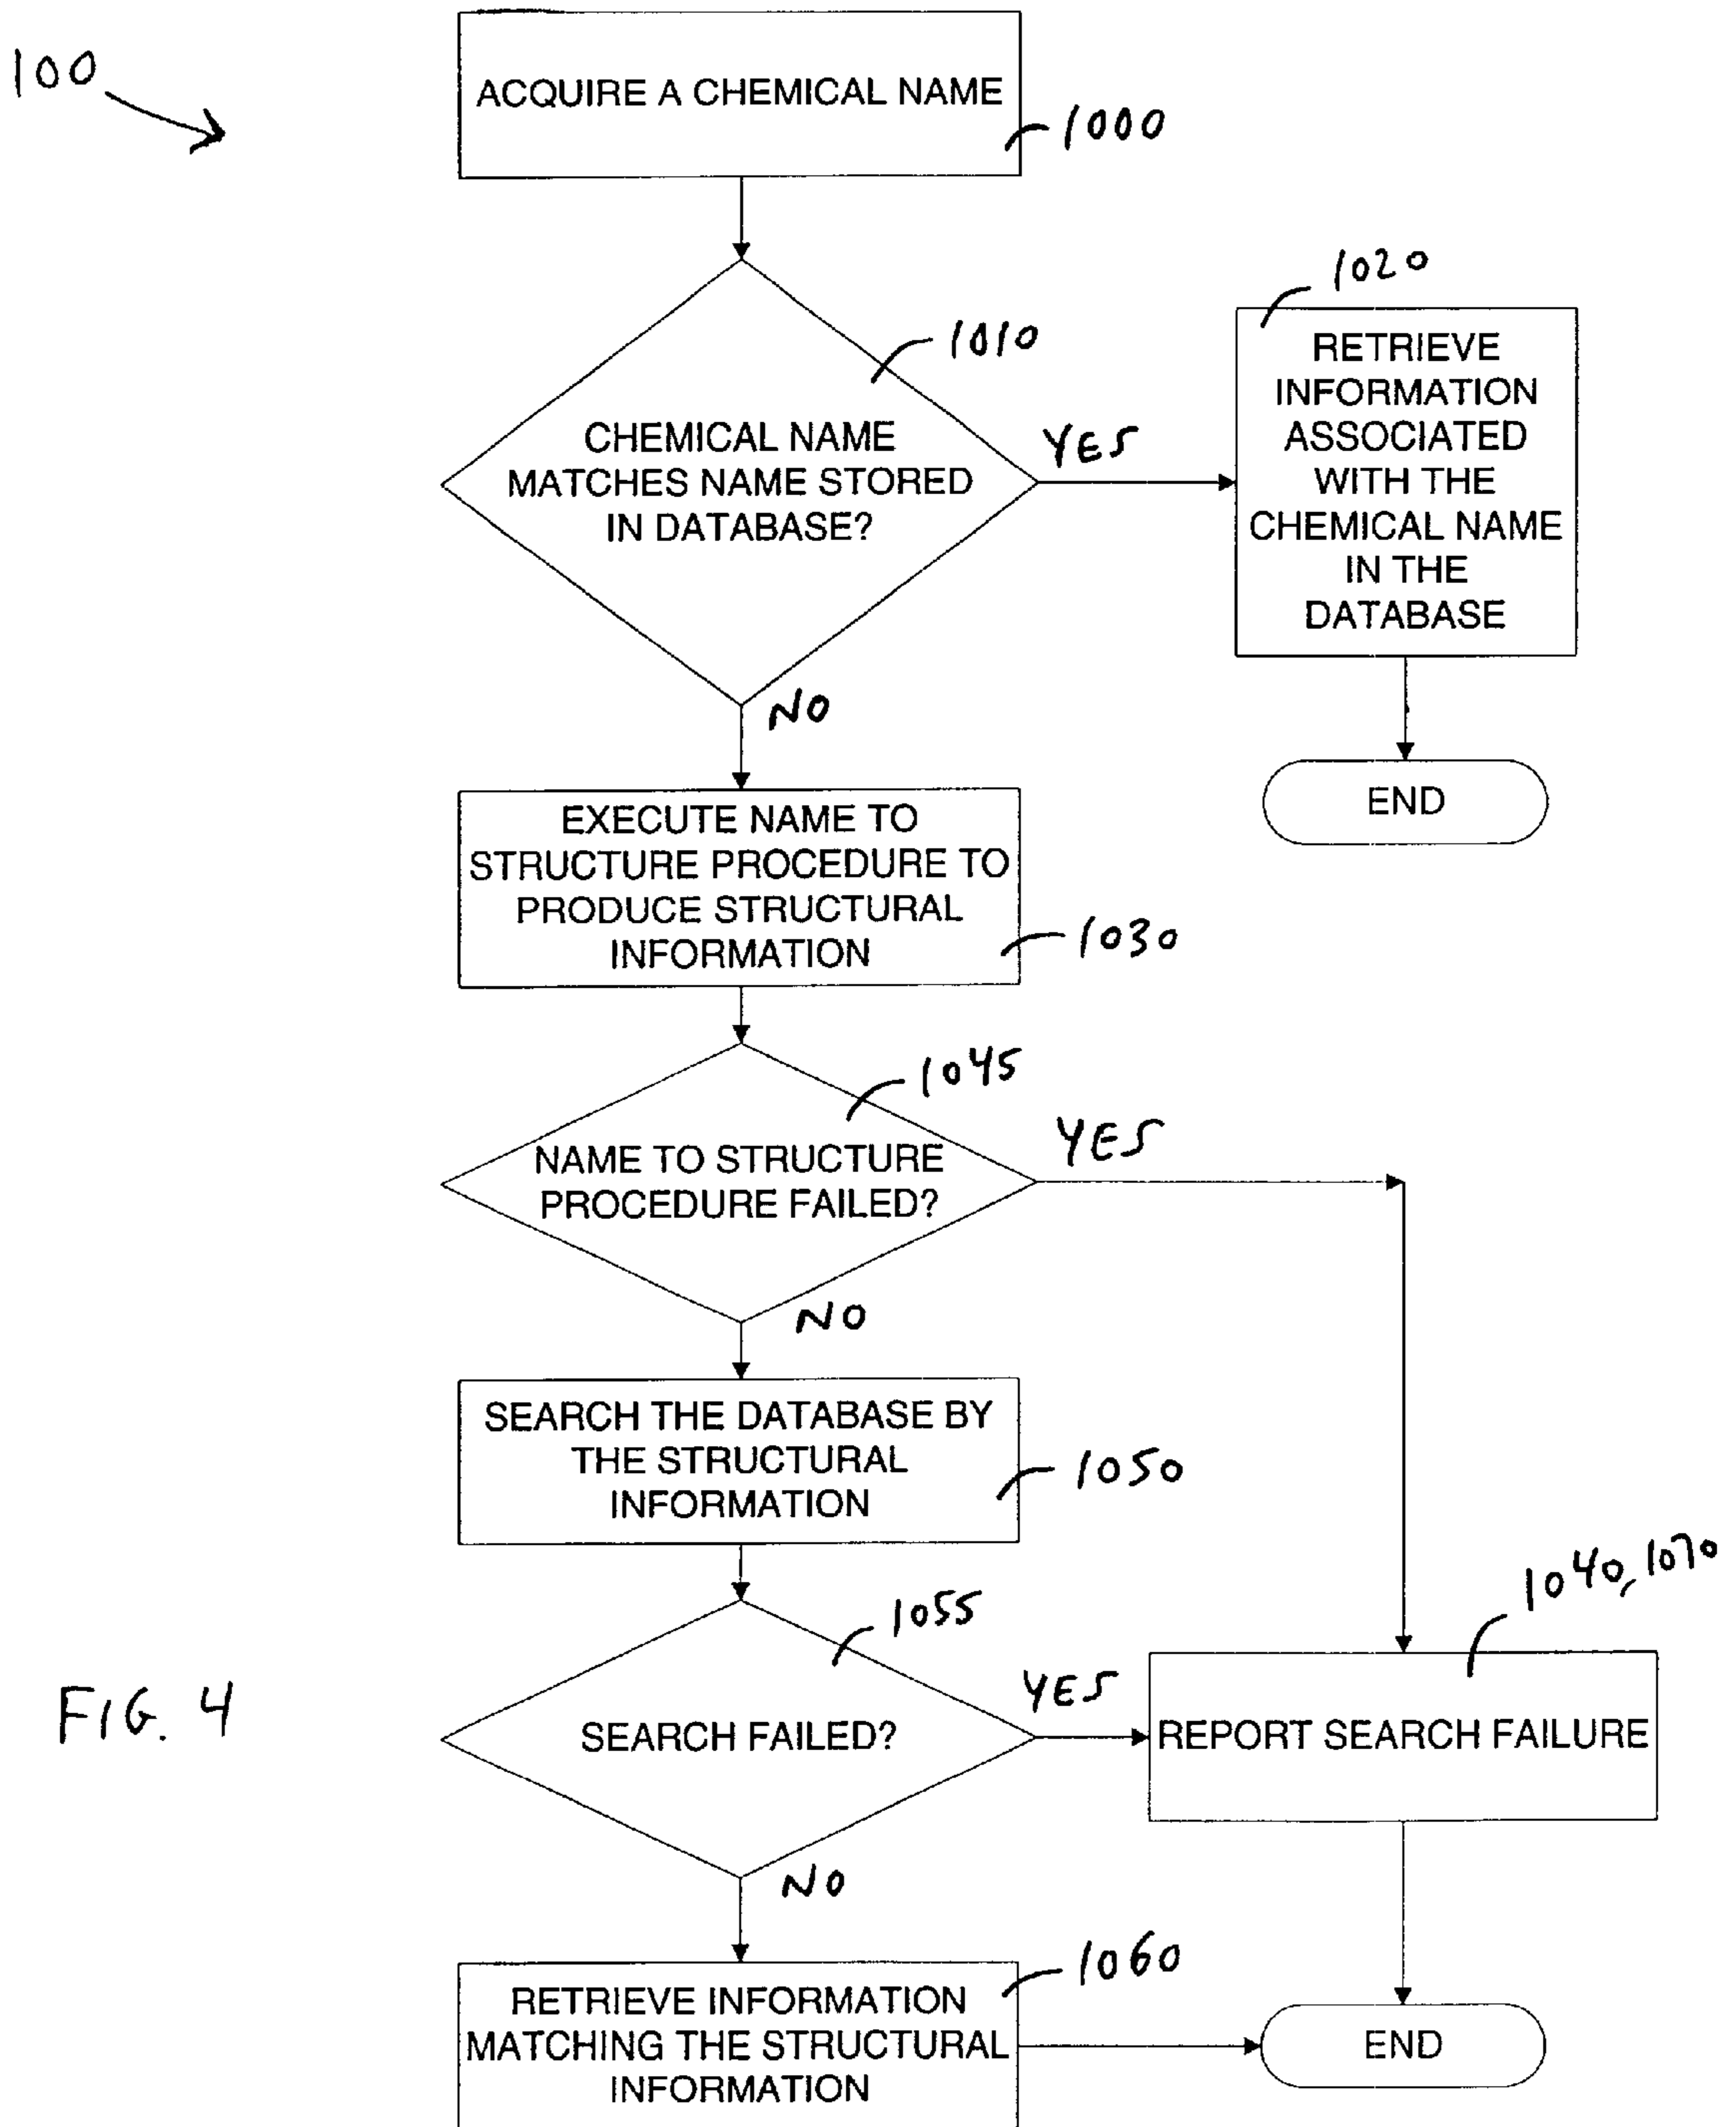 100
ACQUIRE A CHEMICAL NAME
1000
1010
CHEMICAL NAME
MATCHES NAME STORED
IN DATABASE?
YES
1020
RETRIEVE
INFORMATION
ASSOCIATED
WITH THE
CHEMICAL NAME
IN THE
DATABASE
END
NO
EXECUTE NAME TO
STRUCTURE PROCEDURE TO
PRODUCE STRUCTURAL
INFORMATION
1030
1045
NAME TO STRUCTURE
PROCEDURE FAILED?
YES
NO
SEARCH THE DATABASE BY
THE STRUCTURAL
INFORMATION
1050
1055
SEARCH FAILED?
YES
1040, 1070
REPORT SEARCH FAILURE
FIG. 4
NO
1060
RETRIEVE INFORMATION
MATCHING THE STRUCTURAL
INFORMATION
END